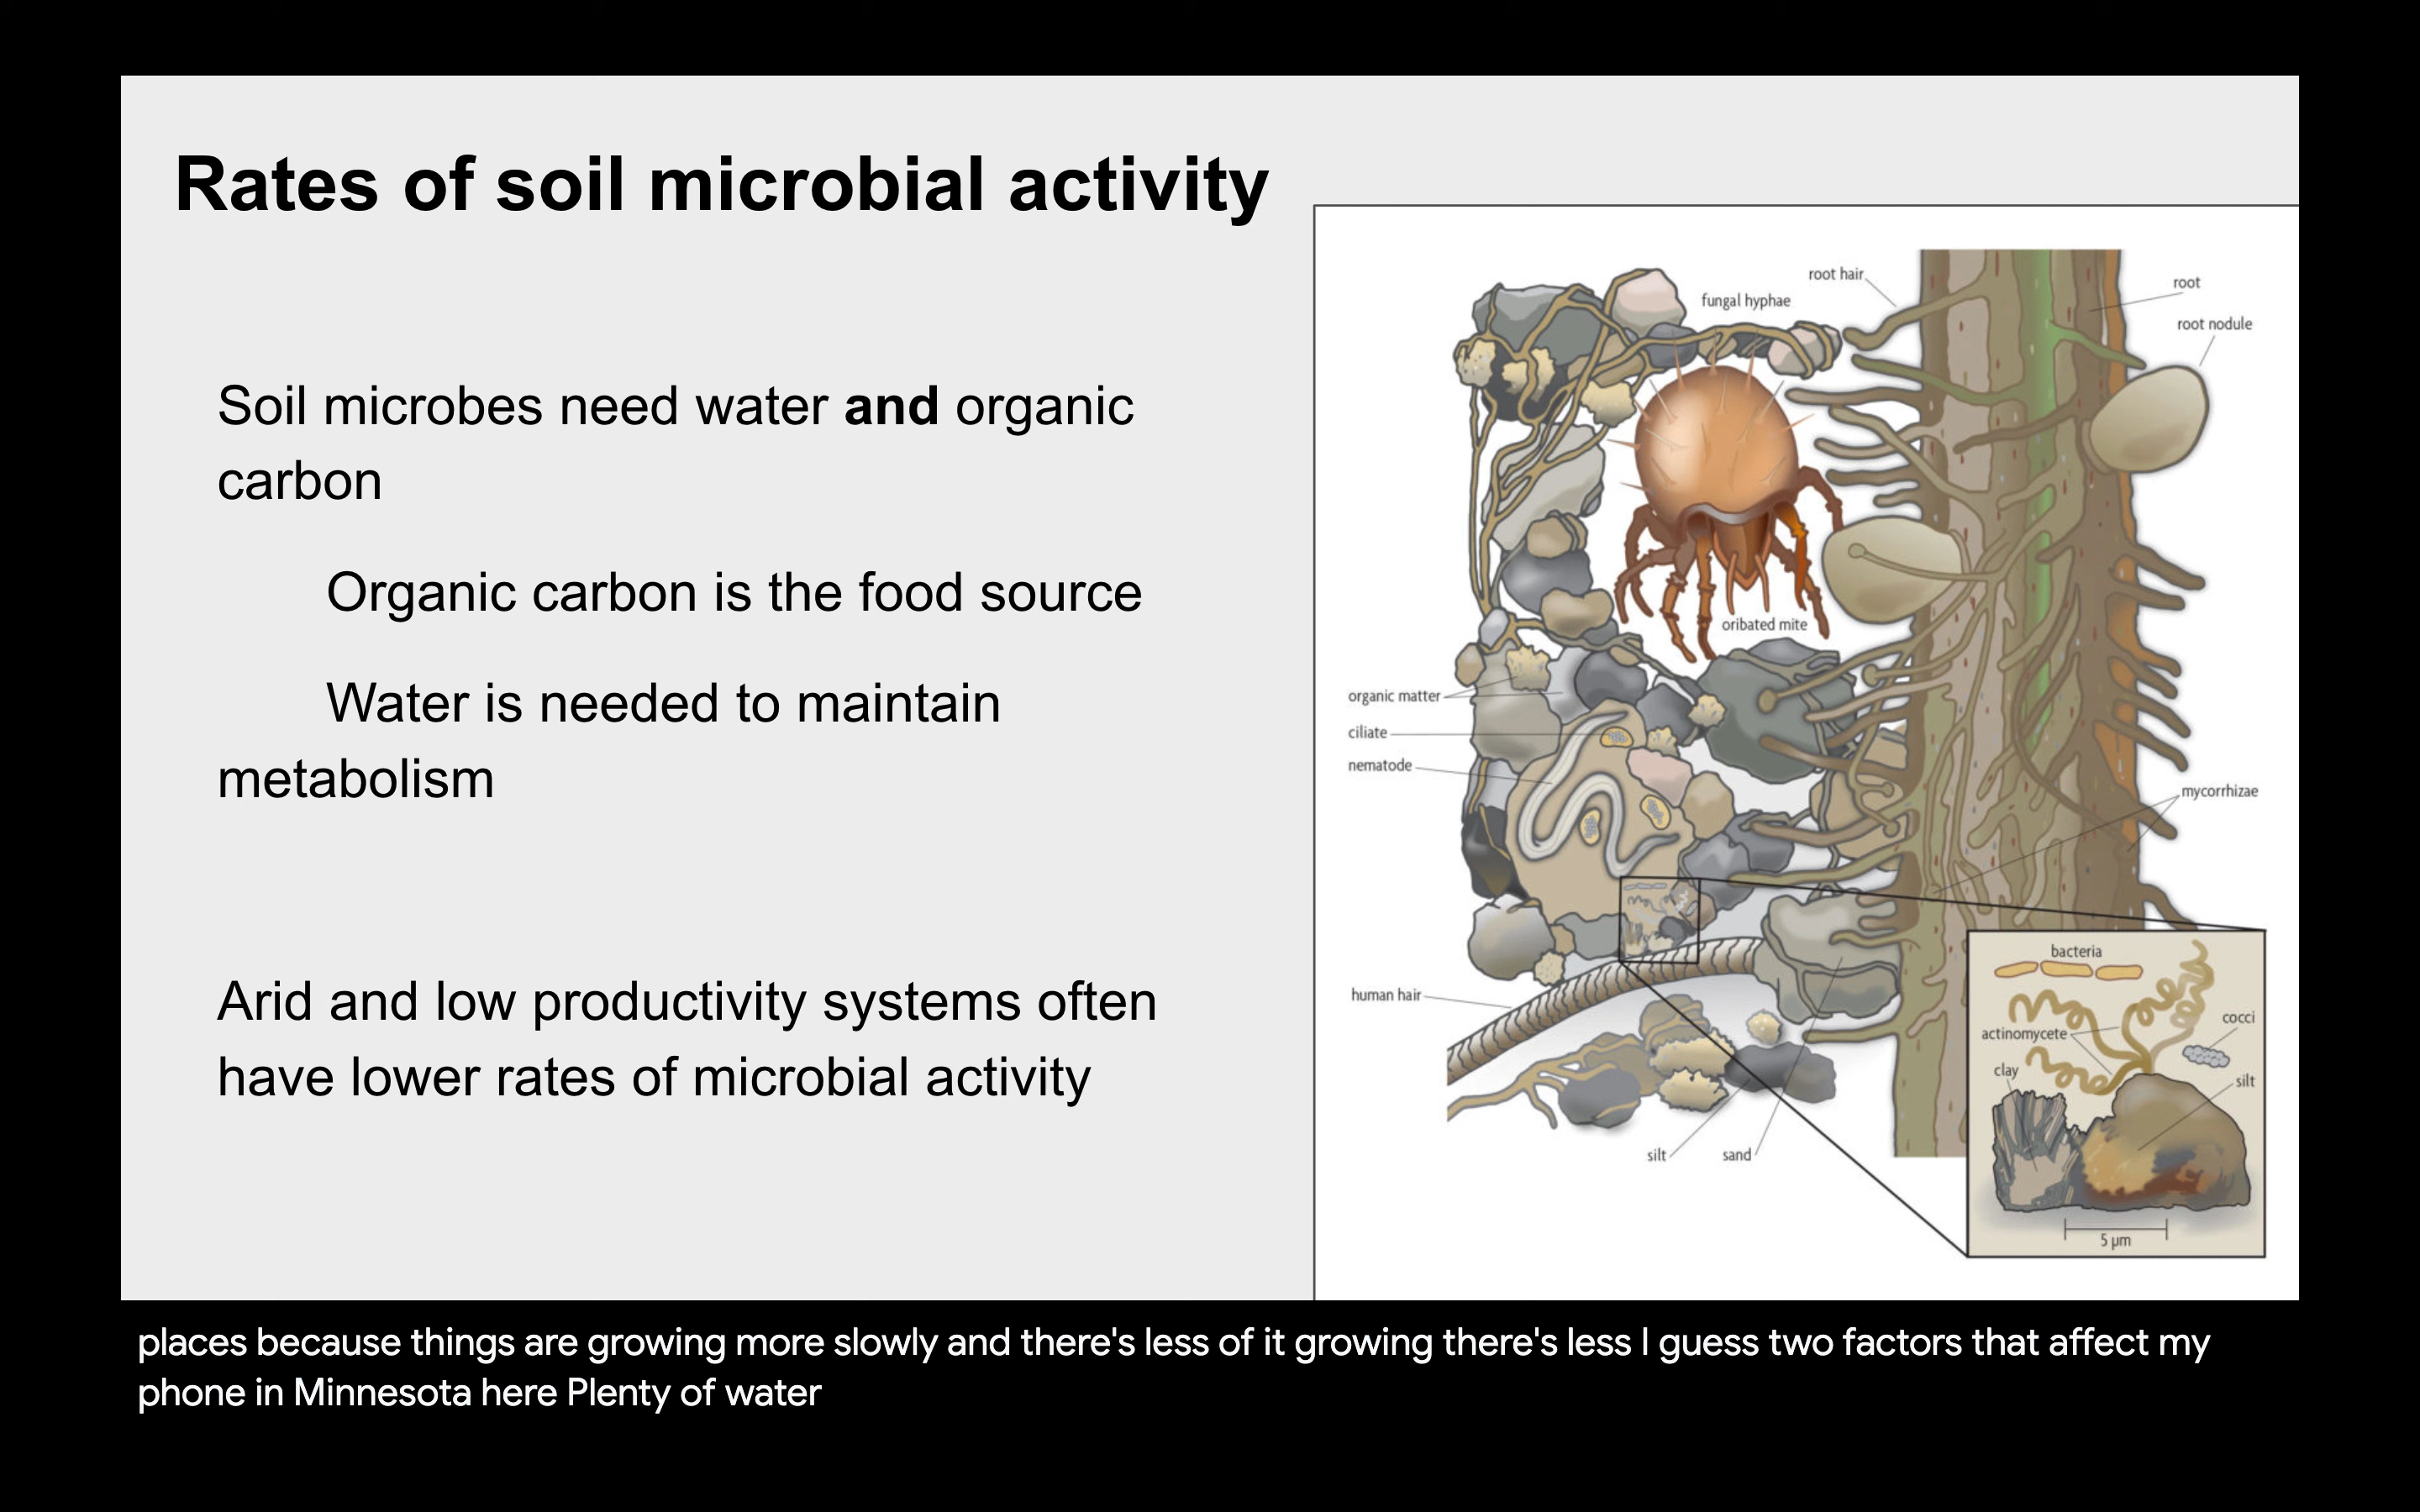 Rates of soil microbial activity
Soil microbes need water and organic
carbon
Organic carbon is the food source
Water is needed to maintain
metabolism
Arid and low productivity systems often
have lower rates of microbial activity
root hair
root
fungal hyphae
root nodule
oribated mite
organic matter
ciliate
nematode
mycorrhizae
bacteria
human hair
cocci
actinomycete
clay
silt
silt
sand
5 µm
places because things are growing more slowly and there's less of it growing there's less I guess two factors that affect my
phone in Minnesota here Plenty of water